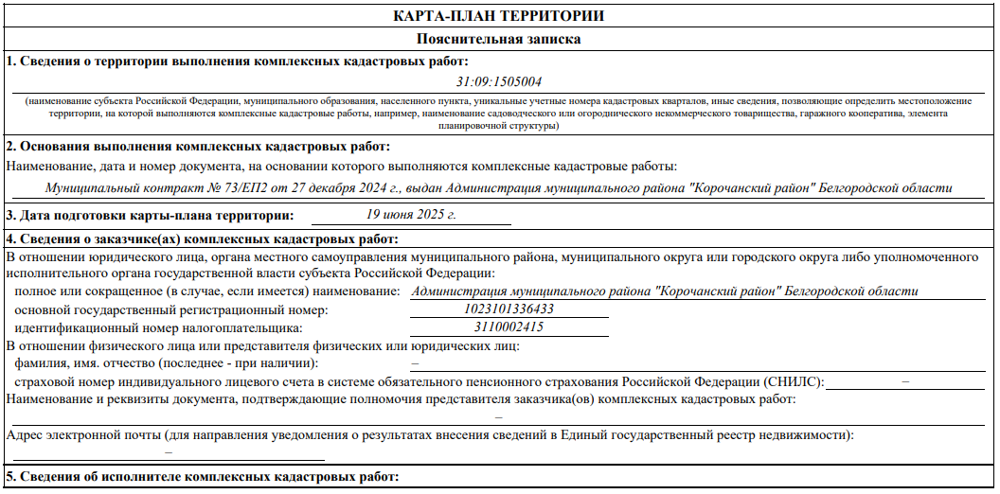 КАРТА-ПЛАН ТЕРРИТОРИИ
Пояснительная записка
1. Сведения о территории выполнения комплексных кадастровых работ:
31:09:1505004
(наименование субъекта Российской Федерации, муниципального образования, населенного пункта, уникальные учетные номера кадастровых кварталов, иные сведения, позволяющие определить местоположение
территории, на которой выполняются комплексные кадастровые работы, например, наименование садоводческого или огороднического некоммерческого товарищества, гаражного кооператива, элемента
планировочной структуры)
2. Основания выполнения комплексных кадастровых работ:
Наименование, дата и номер документа, на основании которого выполняются комплексные кадастровые работы:
Муниципальный контракт № 73/ЕП2 от 27 декабря 2024 г., выдан Администрация муниципального района "Корочанский район" Белгородской области
3. Дата подготовки карты-плана территории: 19 июня 2025 г.
4. Сведения о заказчике(ах) комплексных кадастровых работ:
В отношении юридического лица, органа местного самоуправления муниципального района, муниципального округа или городского округа либо уполномоченного
исполнительного органа государственной власти субъекта Российской Федерации:
полное или сокращенное (в случае, если имеется) наименование: Администрация муниципального района "Корочанский район" Белгородской области
основной государственный регистрационный номер: 1023101336433
идентификационный номер налогоплательщика: 3110002415
В отношении физического лица или представителя физических или юридических лиц:
фамилия, имя. отчество (последнее - при наличии): –
страховой номер индивидуального лицевого счета в системе обязательного пенсионного страхования Российской Федерации (СНИЛС): –
Наименование и реквизиты документа, подтверждающие полномочия представителя заказчика(ов) комплексных кадастровых работ:
–
Адрес электронной почты (для направления уведомления о результатах внесения сведений в Единый государственный реестр недвижимости):
–
5. Сведения об исполнителе комплексных кадастровых работ: